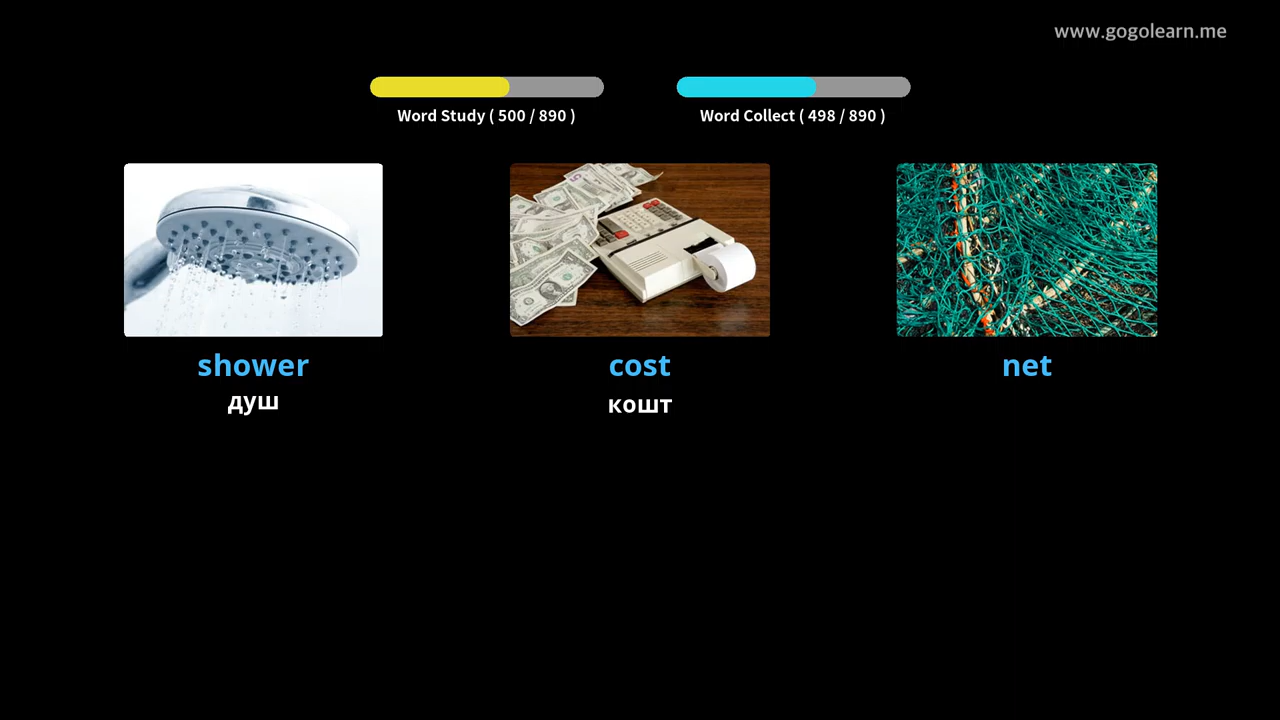 www.gogolearn.me
Word Study ( 500 / 890 )
Word Collect ( 498 / 890 )
shower
душ
cost
кошт
net